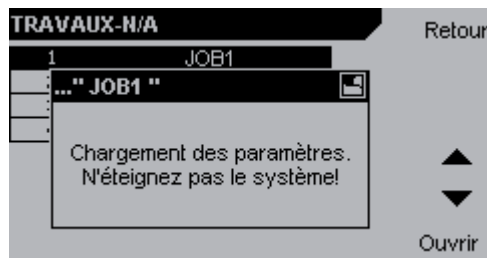 TRAVAUX-N/A
Retour
1 JOB1
..." JOB1 "
Chargement des paramètres.
N'éteignez pas le système!
Ouvrir